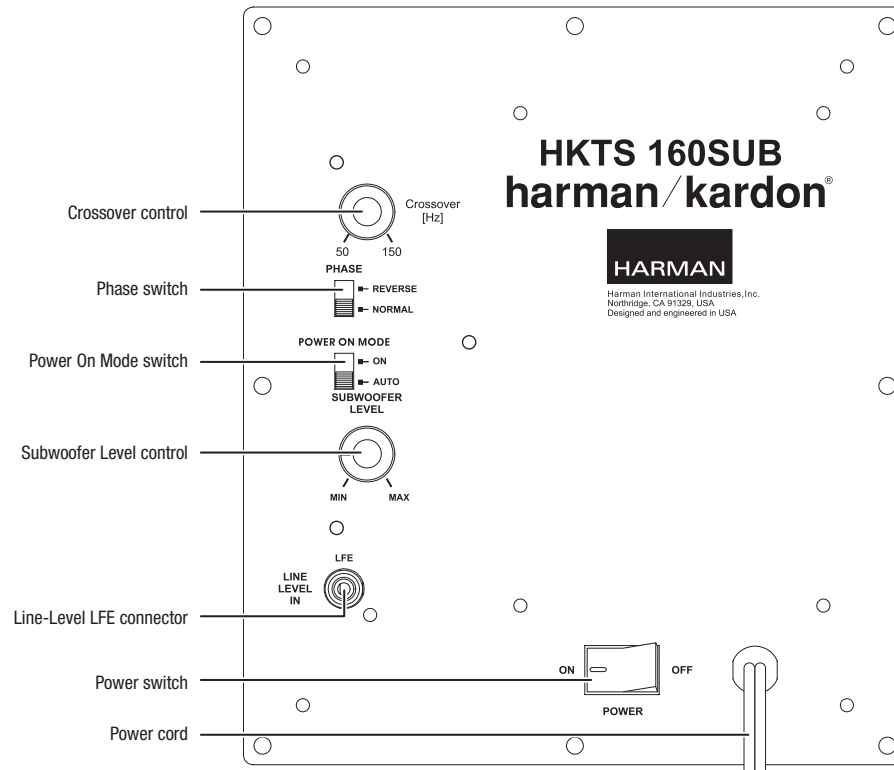 HKTS 160SUB
harman/kardon®
HARMAN
Harman International Industries,Inc.
Northridge, CA 91329, USA
Designed and engineered in USA
Crossover control
Crossover
[Hz]
50 150
PHASE
Phase switch
REVERSE
NORMAL
POWER ON MODE
Power On Mode switch
ON
AUTO
SUBWOOFER
LEVEL
Subwoofer Level control
MIN MAX
LFE
LINE
LEVEL
IN
Line-Level LFE connector
ON OFF
Power switch
POWER
Power cord